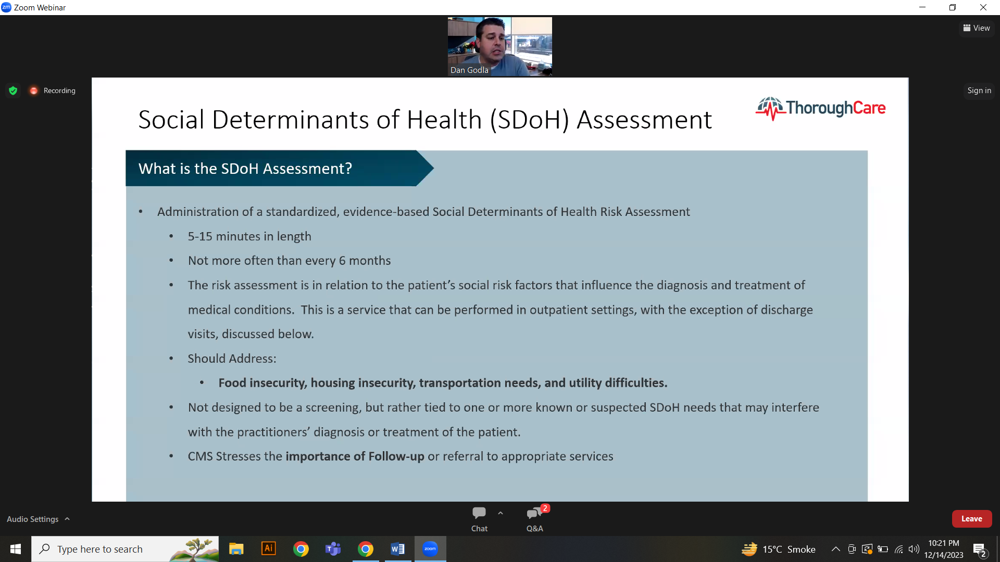 zm Zoom Webinar
View
Dan Godla
Recording
Sign in
Social Determinants of Health (SDoH) Assessment
ThoroughCare
What is the SDoH Assessment?
• Administration of a standardized, evidence-based Social Determinants of Health Risk Assessment
• 5-15 minutes in length
• Not more often than every 6 months
• The risk assessment is in relation to the patient’s social risk factors that influence the diagnosis and treatment of
medical conditions.  This is a service that can be performed in outpatient settings, with the exception of discharge
visits, discussed below.
• Should Address:
• Food insecurity, housing insecurity, transportation needs, and utility difficulties.
• Not designed to be a screening, but rather tied to one or more known or suspected SDoH needs that may interfere
with the practitioners’ diagnosis or treatment of the patient.
• CMS Stresses the importance of Follow-up or referral to appropriate services
Audio Settings
Chat
2
Q&A
Leave
Type here to search
Ai
T
W
zoom
15°C Smoke
10:21 PM
12/14/2023
2